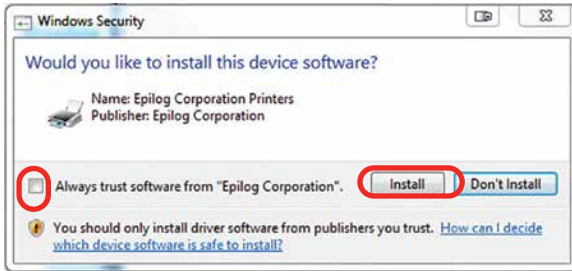 Windows Security
Would you like to install this device software?
Name: Epilog Corporation Printers
Publisher: Epilog Corporation
Always trust software from "Epilog Corporation".
Install
Don't Install
You should only install driver software from publishers you trust. How can I decide
which device software is safe to install?